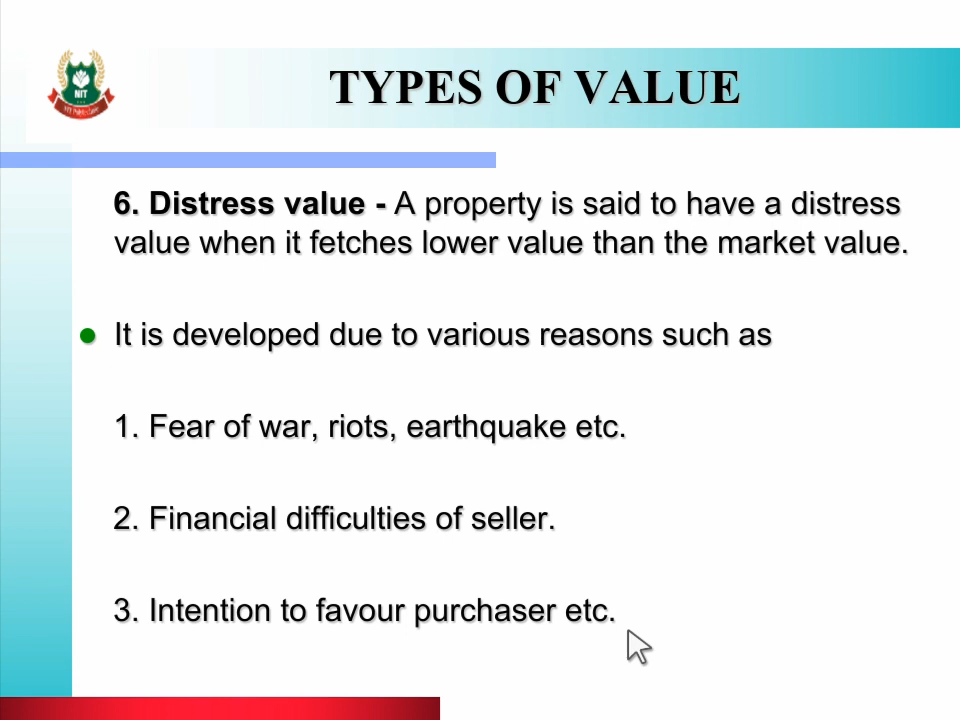 NIT
TYPES OF VALUE
6. Distress value - A property is said to have a distress
value when it fetches lower value than the market value.
It is developed due to various reasons such as
1. Fear of war, riots, earthquake etc.
2. Financial difficulties of seller.
3. Intention to favour purchaser etc.